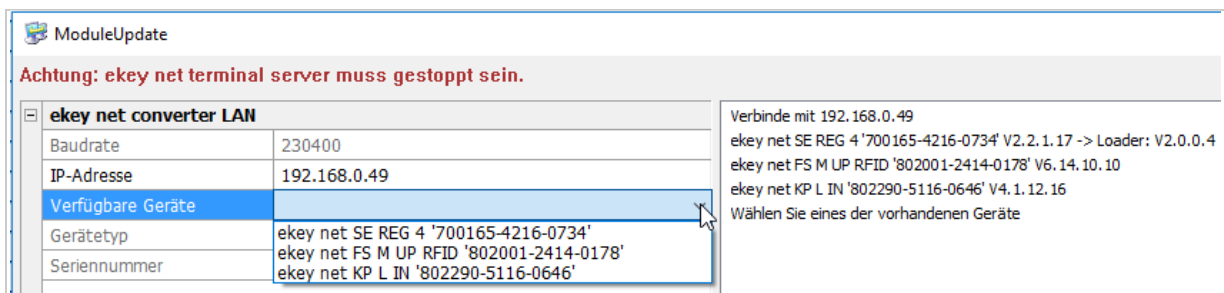 ModuleUpdate
Achtung: ekey net terminal server muss gestoppt sein.
ekey net converter LAN
Baudrate 230400
IP-Adresse 192.168.0.49
Verfügbare Geräte
Gerätetyp
Seriennummer
ekey net SE REG 4 '700165-4216-0734'
ekey net FS M UP RFID '802001-2414-0178'
ekey net KP L IN '802290-5116-0646'
Verbinde mit 192.168.0.49
ekey net SE REG 4 '700165-4216-0734' V2.2.1.17 -> Loader: V2.0.0.4
ekey net FS M UP RFID '802001-2414-0178' V6.14.10.10
ekey net KP L IN '802290-5116-0646' V4.1.12.16
Wählen Sie eines der vorhandenen Geräte